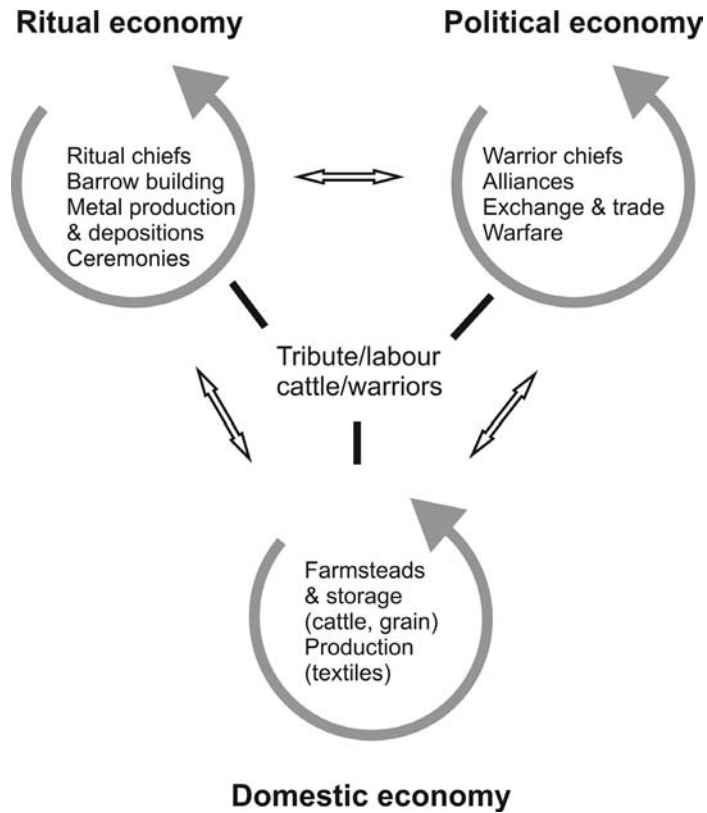 Ritual economy
Political economy
Ritual chiefs
Barrow building
Metal production
& depositions
Ceremonies
Warrior chiefs
Alliances
Exchange & trade
Warfare
Tribute/labour
cattle/warriors
Farmsteads
& storage
(cattle, grain)
Production
(textiles)
Domestic economy